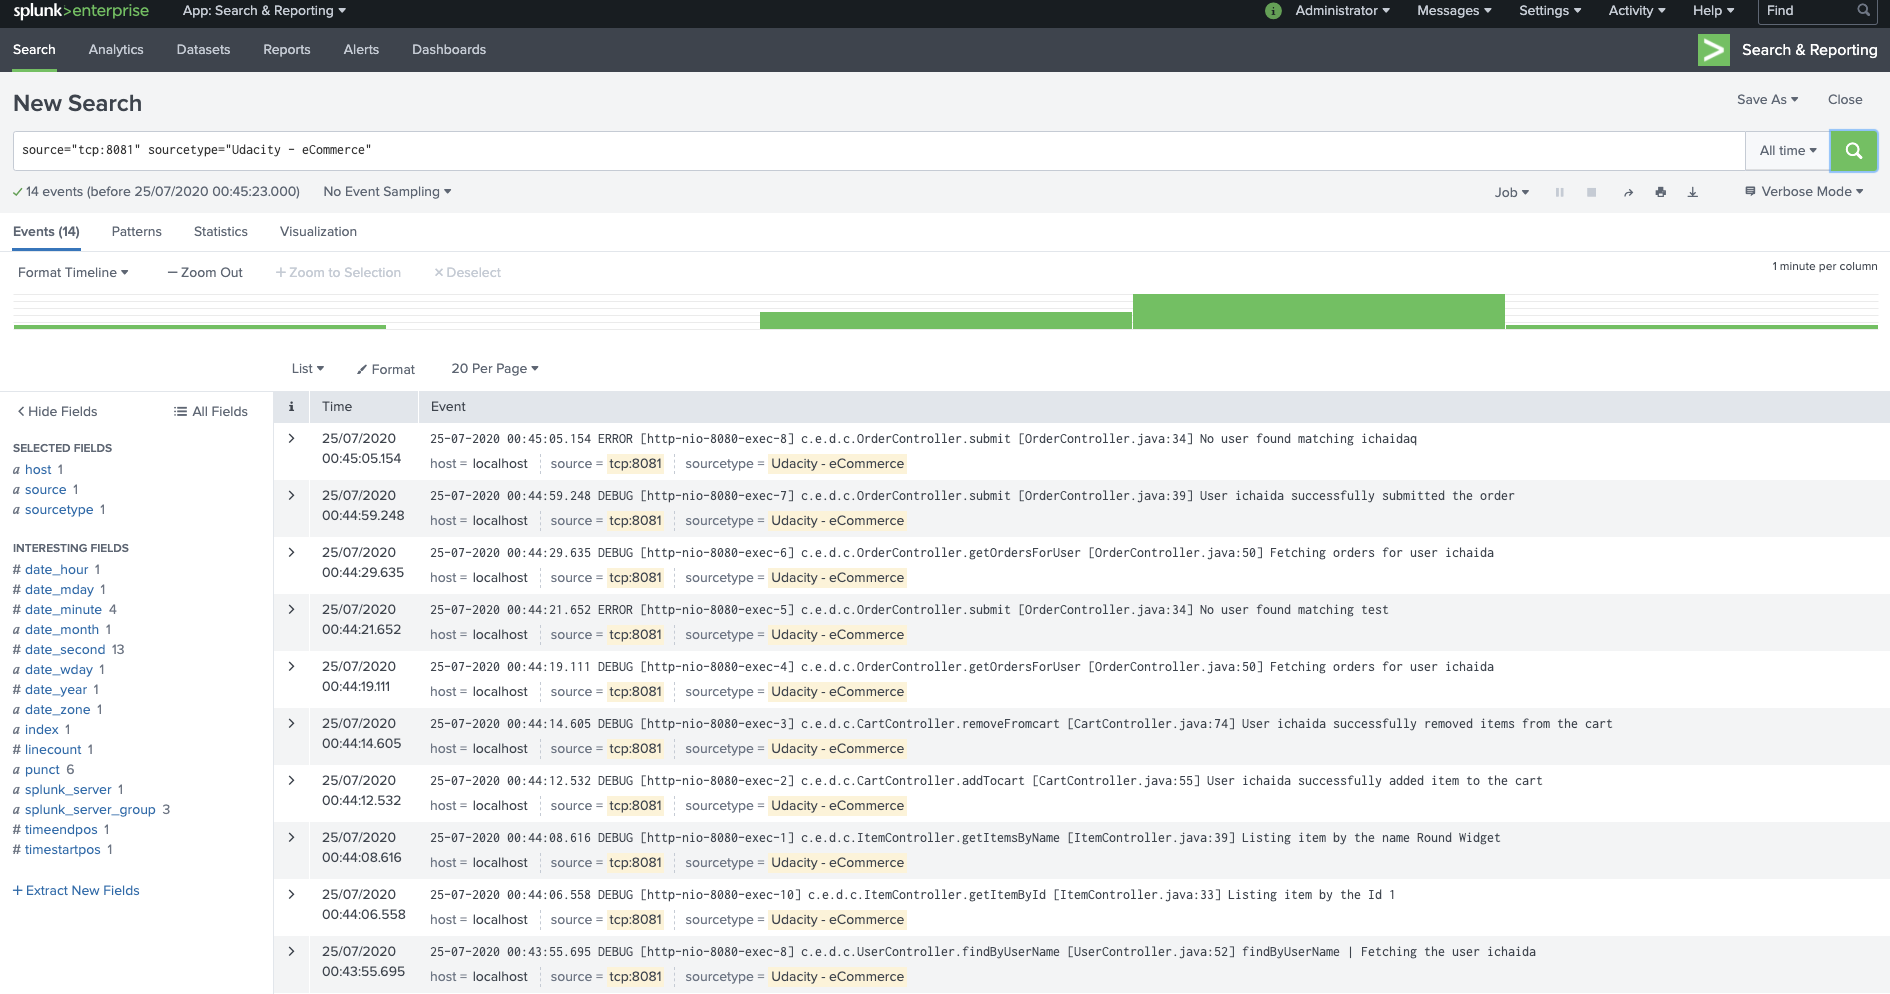 splunk>enterprise App: Search & Reporting i Administrator Messages Settings Activity Help Find
Search Analytics Datasets Reports Alerts Dashboards Search & Reporting
New Search Save As Close
source="tcp:8081" sourcetype="Udacity - eCommerce" All time
14 events (before 25/07/2020 00:45:23.000) No Event Sampling Job Verbose Mode
Events (14) Patterns Statistics Visualization
Format Timeline — Zoom Out + Zoom to Selection × Deselect 1 minute per column
List Format 20 Per Page
< Hide Fields All Fields
SELECTED FIELDS
a host 1
a source 1
a sourcetype 1
INTERESTING FIELDS
# date_hour 1
# date_mday 1
# date_minute 4
a date_month 1
# date_second 13
a date_wday 1
# date_year 1
a date_zone 1
a index 1
# linecount 1
a punct 6
a splunk_server 1
a splunk_server_group 3
# timeendpos 1
# timestartpos 1
+ Extract New Fields
i Time Event
25/07/2020 25-07-2020 00:45:05.154 ERROR [http-nio-8080-exec-8] c.e.d.c.OrderController.submit [OrderController.java:34] No user found matching ichaidaq
00:45:05.154 host = localhost source = tcp:8081 sourcetype = Udacity - eCommerce
25/07/2020 25-07-2020 00:44:59.248 DEBUG [http-nio-8080-exec-7] c.e.d.c.OrderController.submit [OrderController.java:39] User ichaida successfully submitted the order
00:44:59.248 host = localhost source = tcp:8081 sourcetype = Udacity - eCommerce
25/07/2020 25-07-2020 00:44:29.635 DEBUG [http-nio-8080-exec-6] c.e.d.c.OrderController.getOrdersForUser [OrderController.java:50] Fetching orders for user ichaida
00:44:29.635 host = localhost source = tcp:8081 sourcetype = Udacity - eCommerce
25/07/2020 25-07-2020 00:44:21.652 ERROR [http-nio-8080-exec-5] c.e.d.c.OrderController.submit [OrderController.java:34] No user found matching test
00:44:21.652 host = localhost source = tcp:8081 sourcetype = Udacity - eCommerce
25/07/2020 25-07-2020 00:44:19.111 DEBUG [http-nio-8080-exec-4] c.e.d.c.OrderController.getOrdersForUser [OrderController.java:50] Fetching orders for user ichaida
00:44:19.111 host = localhost source = tcp:8081 sourcetype = Udacity - eCommerce
25/07/2020 25-07-2020 00:44:14.605 DEBUG [http-nio-8080-exec-3] c.e.d.c.CartController.removeFromcart [CartController.java:74] User ichaida successfully removed items from the cart
00:44:14.605 host = localhost source = tcp:8081 sourcetype = Udacity - eCommerce
25/07/2020 25-07-2020 00:44:12.532 DEBUG [http-nio-8080-exec-2] c.e.d.c.CartController.addTocart [CartController.java:55] User ichaida successfully added item to the cart
00:44:12.532 host = localhost source = tcp:8081 sourcetype = Udacity - eCommerce
25/07/2020 25-07-2020 00:44:08.616 DEBUG [http-nio-8080-exec-1] c.e.d.c.ItemController.getItemsByName [ItemController.java:39] Listing item by the name Round Widget
00:44:08.616 host = localhost source = tcp:8081 sourcetype = Udacity - eCommerce
25/07/2020 25-07-2020 00:44:06.558 DEBUG [http-nio-8080-exec-10] c.e.d.c.ItemController.getItemById [ItemController.java:33] Listing item by the Id 1
00:44:06.558 host = localhost source = tcp:8081 sourcetype = Udacity - eCommerce
25/07/2020 25-07-2020 00:43:55.695 DEBUG [http-nio-8080-exec-8] c.e.d.c.UserController.findByUserName [UserController.java:52] findByUserName | Fetching the user ichaida
00:43:55.695 host = localhost source = tcp:8081 sourcetype = Udacity - eCommerce